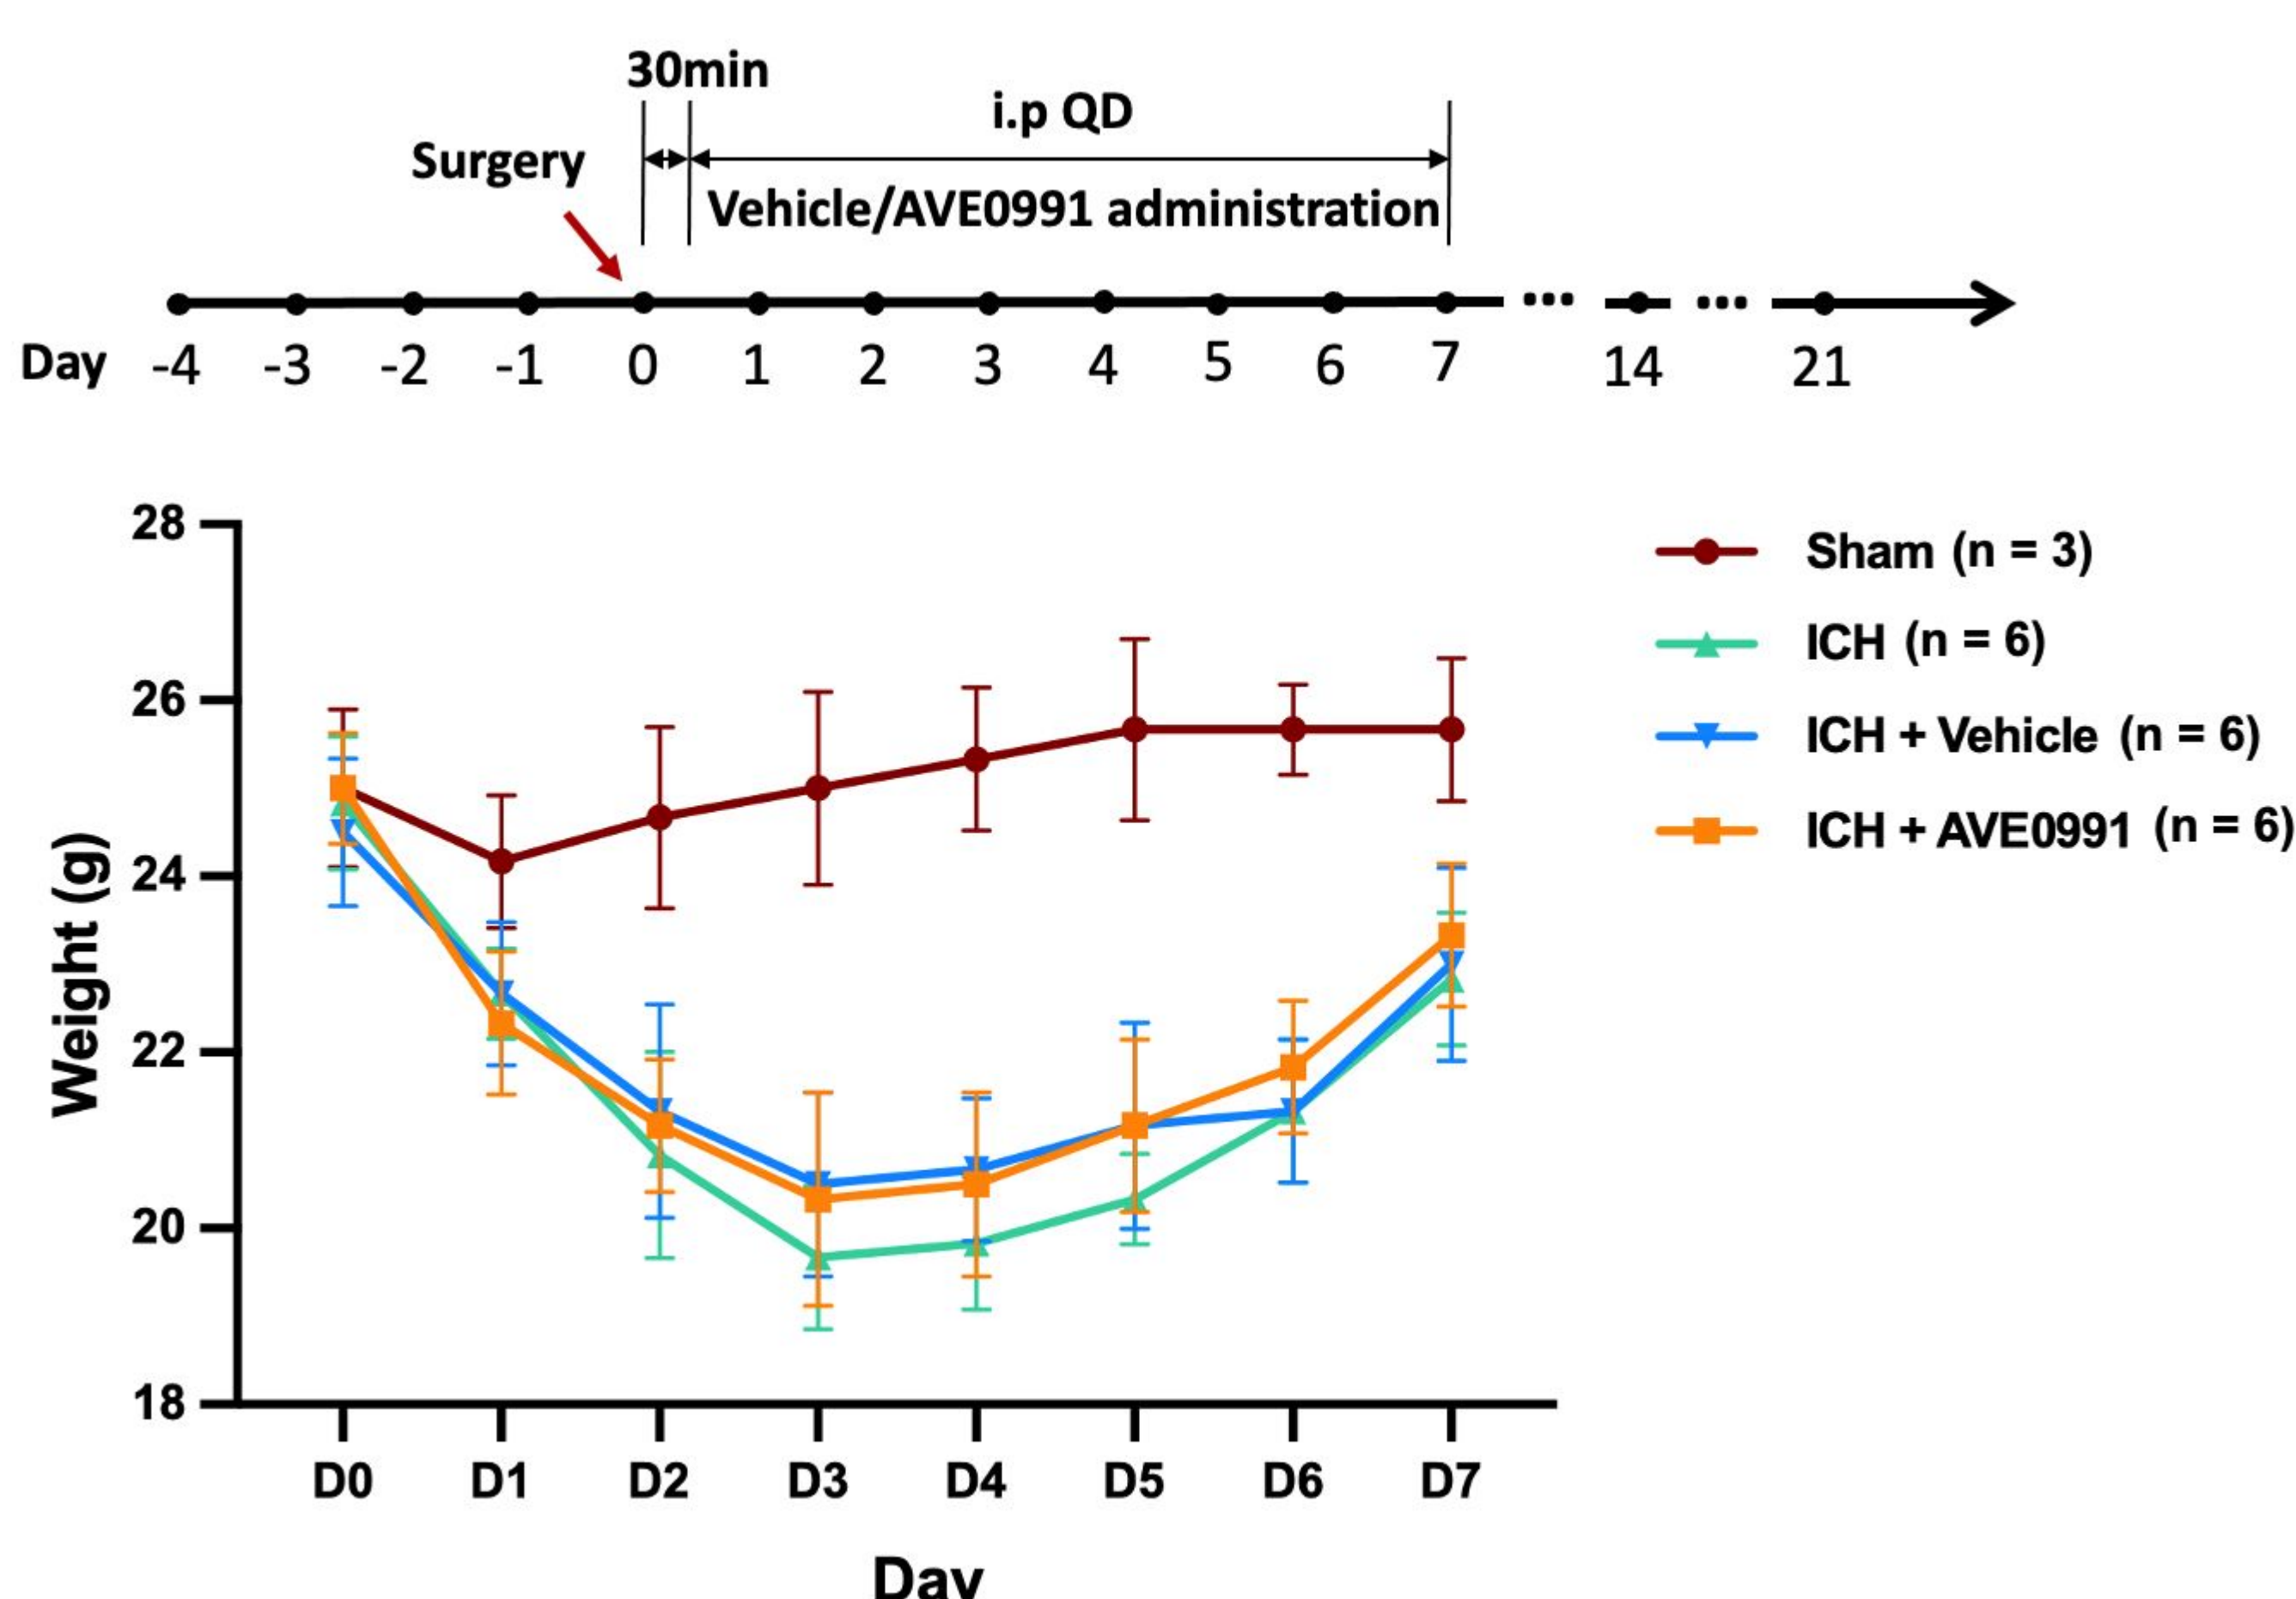 30min
i.p QD
Surgery
Vehicle/AVE0991 administration
... ...
Day -4 -3 -2 -1 0 1 2 3 4 5 6 7 14 21
28
26
24
22
20
18
Weight (g)
Sham (n = 3)
ICH (n = 6)
ICH + Vehicle (n = 6)
ICH + AVE0991 (n = 6)
D0 D1 D2 D3 D4 D5 D6 D7
Day